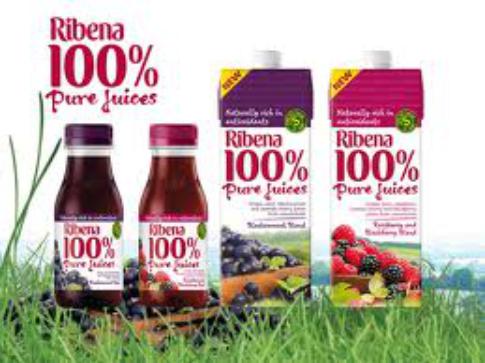 Ribena
100%
Pure Juices
NEW
Naturally rich in
antioxidants
Ribena
100%
Pure Juices
Blackcurrant Blend
NEW
Naturally rich in
antioxidants
Ribena
100%
Pure Juices
Raspberry and
Blackberry Blend
Ribena
100%
Pure Juices
Ribena
100%
Pure Juices